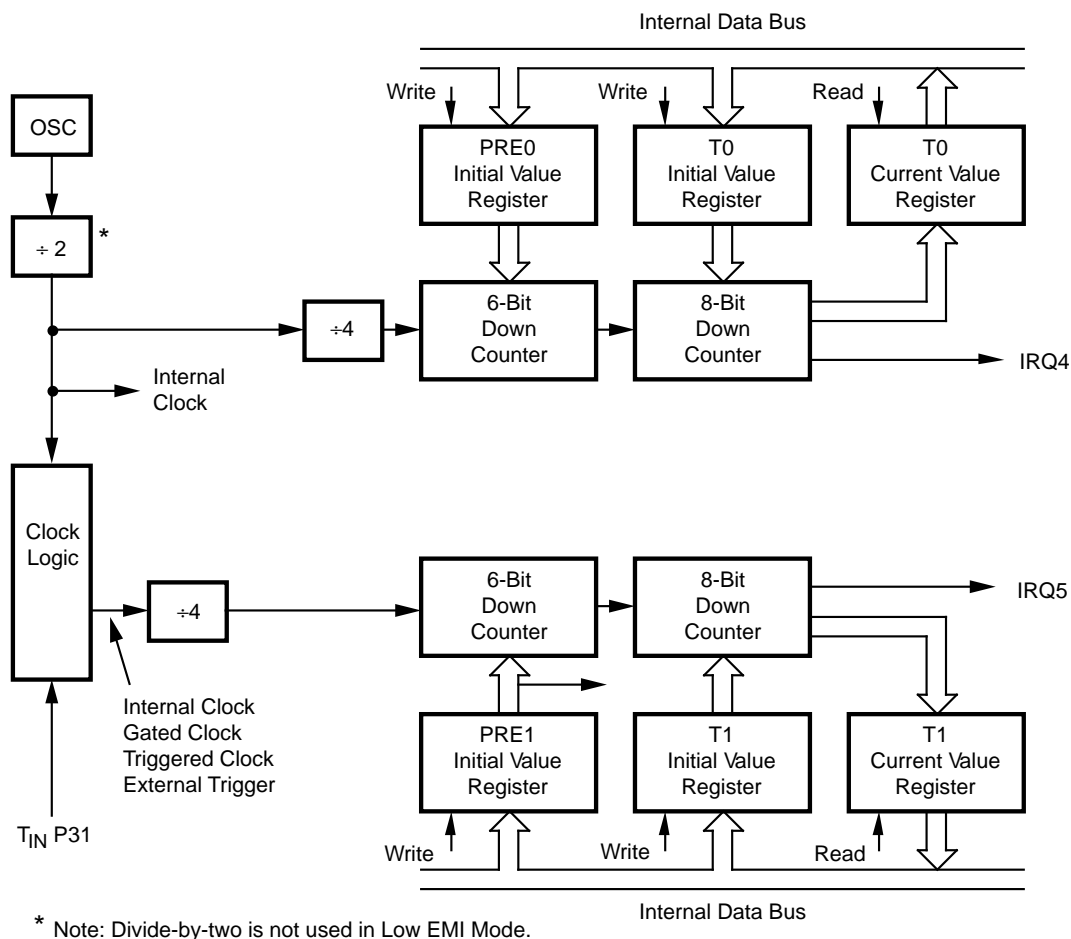 Internal Data Bus
Write
Write
Read
OSC
PRE0
Initial Value
Register
T0
Initial Value
Register
T0
Current Value
Register
÷ 2
*
÷4
6-Bit
Down
Counter
8-Bit
Down
Counter
IRQ4
Internal
Clock
Clock
Logic
÷4
6-Bit
Down
Counter
8-Bit
Down
Counter
IRQ5
Internal Clock
Gated Clock
Triggered Clock
External Trigger
PRE1
Initial Value
Register
T1
Initial Value
Register
T1
Current Value
Register
TIN P31
Write
Write
Read
Internal Data Bus
* Note: Divide-by-two is not used in Low EMI Mode.